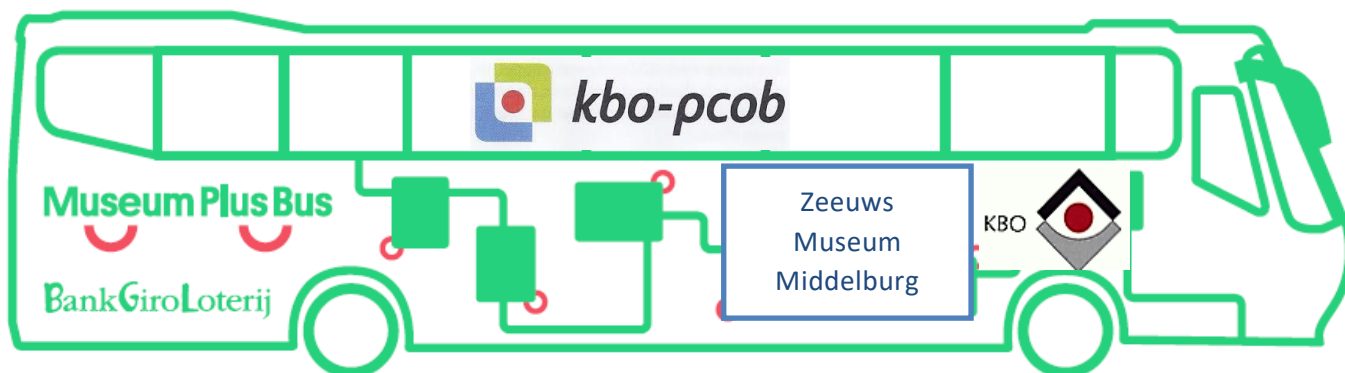 kbo-pcob
Museum Plus Bus
BankGiroLoterij
Zeeuws
Museum
Middelburg
KBO